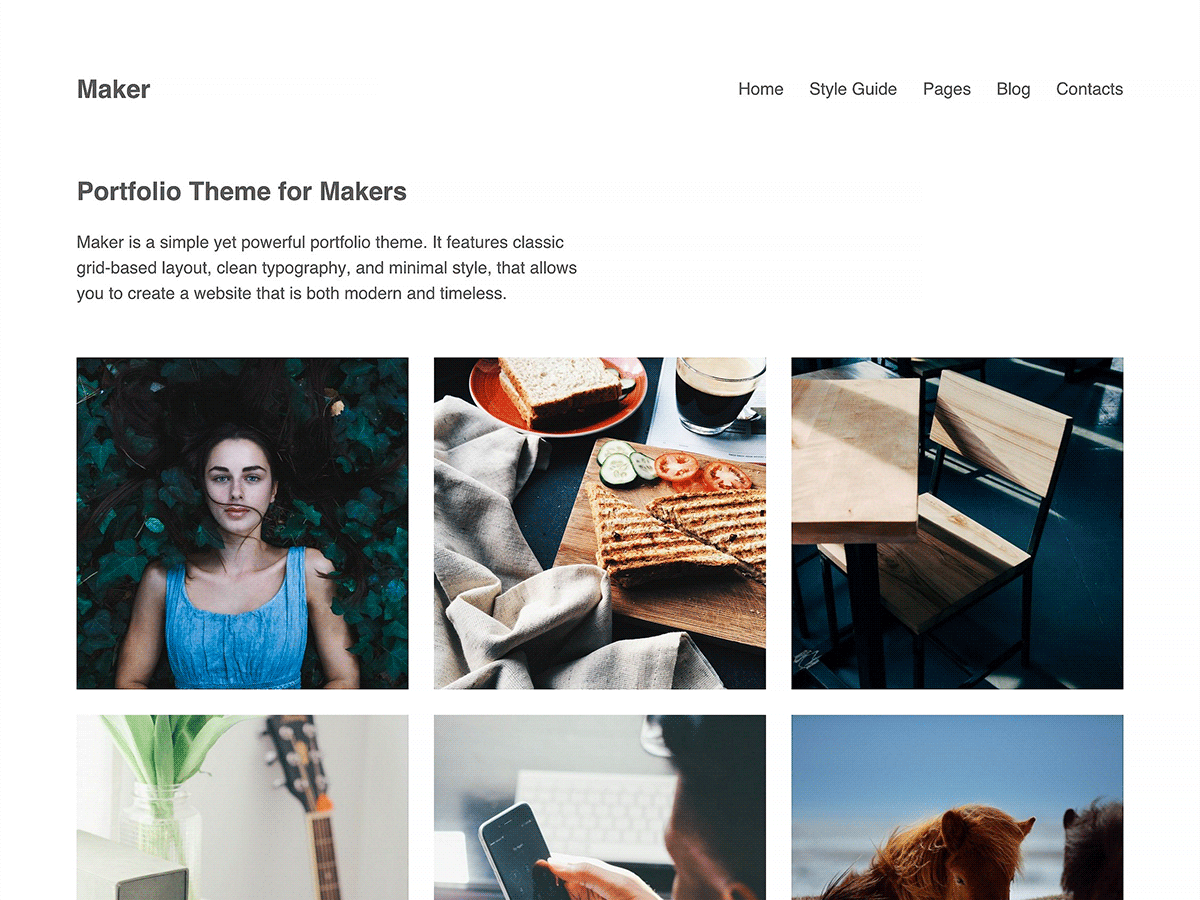 Maker
Home Style Guide Pages Blog Contacts
Portfolio Theme for Makers
Maker is a simple yet powerful portfolio theme. It features classic
grid-based layout, clean typography, and minimal style, that allows
you to create a website that is both modern and timeless.